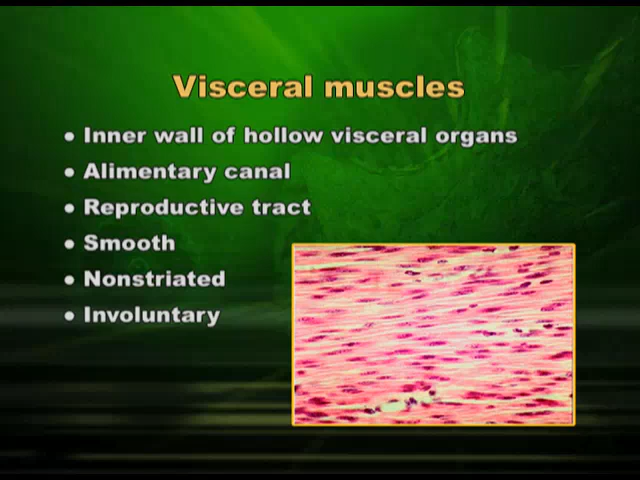 Visceral muscles
● Inner wall of hollow visceral organs
● Alimentary canal
● Reproductive tract
● Smooth
● Nonstriated
● Involuntary